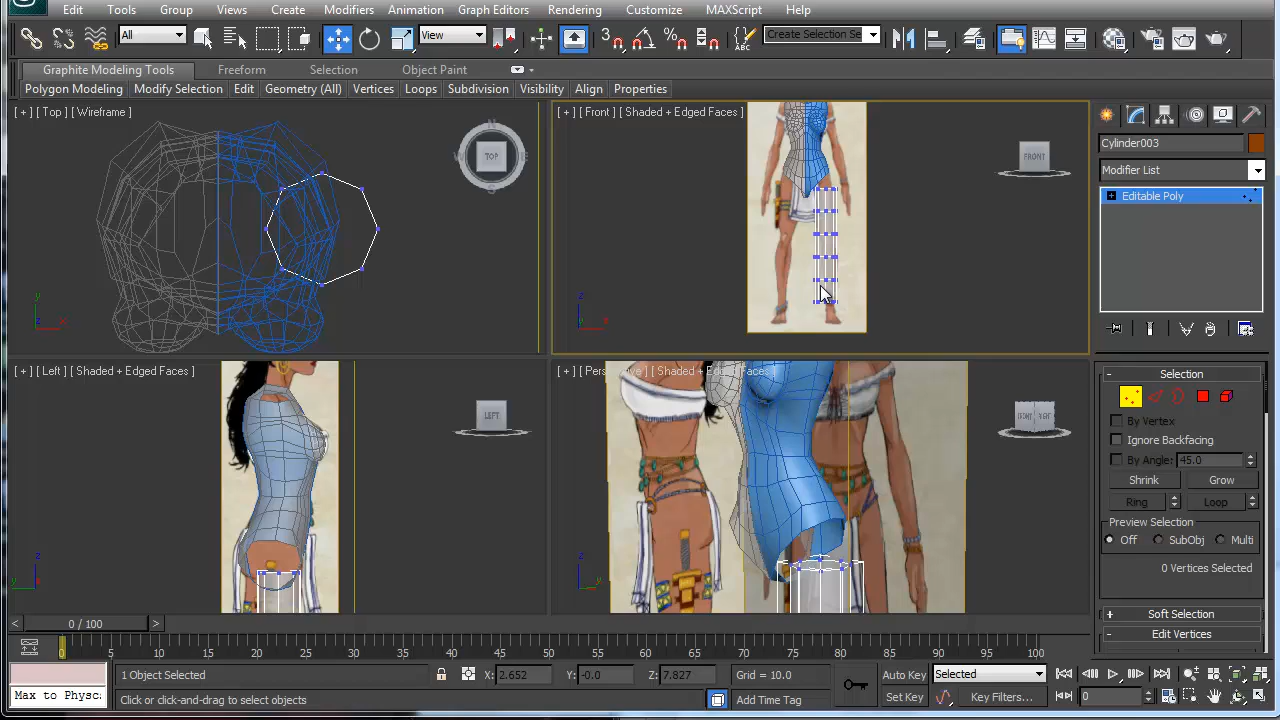 Edit Tools Group Views Create Modifiers Animation Graph Editors Rendering Customize MAXScript Help
All View 3 Create Selection Se
Graphite Modeling Tools Freeform Selection Object Paint
Polygon Modeling Modify Selection Edit Geometry (All) Vertices Loops Subdivision Visibility Align Properties
[ + ] [ Top ] [ Wireframe ]
TOP
N
W
E
S
y
x
z
[ + ] [ Front ] [ Shaded + Edged Faces ]
FRONT
z
x
[ + ] [ Left ] [ Shaded + Edged Faces ]
LEFT
z
y
[ + ] [ Pers ive ] [ Shaded + Edged Faces ]
FRONT RIGHT
z
Cylinder003
Modifier List
Editable Poly
- Selection
By Vertex
Ignore Backfacing
By Angle: 45.0
Shrink Grow
Ring Loop
Preview Selection
Off SubObj Multi
0 Vertices Selected
+ Soft Selection
- Edit Vertices
< 0 / 100 >
0 5 10 15 20 25 30 35 40 45 50 55 60 65 70 75 80 85 90 95 100
1 Object Selected X: 2.652 Y: -0.0 Z: 7.827 Grid = 10.0 Auto Key Selected
Max to Physc: Click or click-and-drag to select objects Add Time Tag Set Key Key Filters... 0